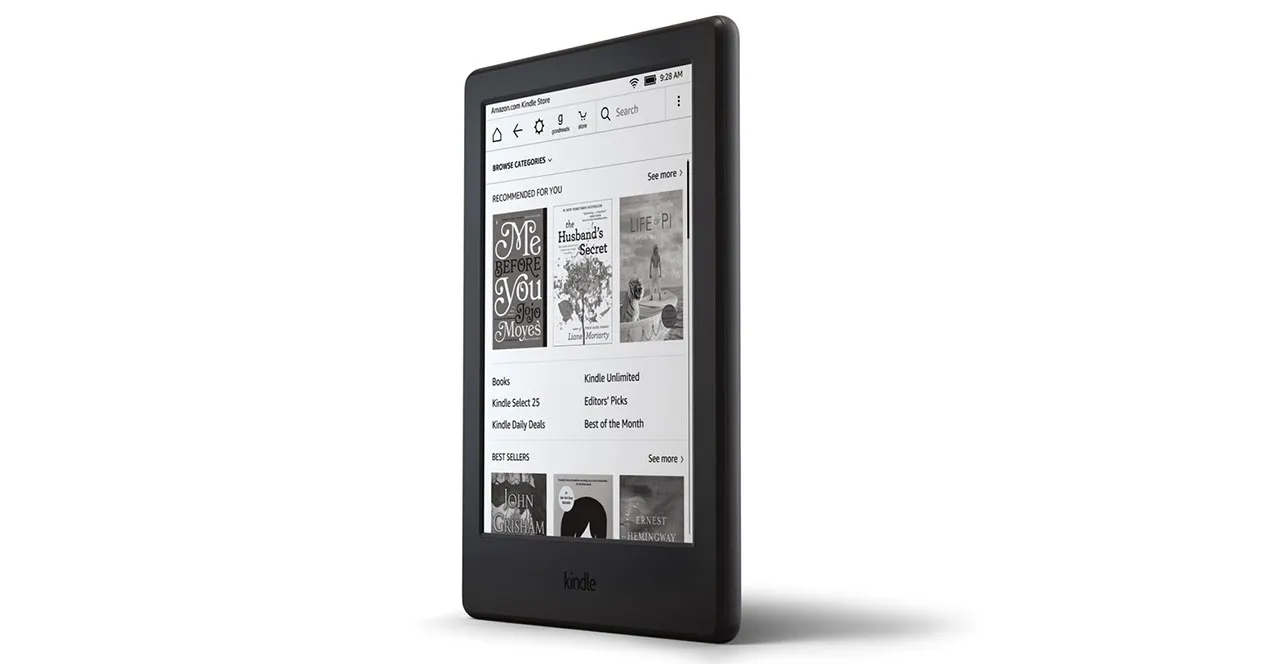 9:28 AM
Amazon.com Kindle Store
goodreads
store
Search
BROWSE CATEGORIES
RECOMMENDED FOR YOU
See more
Me
BEFORE
You
Jojo
Moyes
the
Husband's
Secret
Liane Moriarty
LIFE OF PI
Books
Kindle Unlimited
Kindle Select 25
Editors' Picks
Kindle Daily Deals
Best of the Month
BEST SELLERS
See more
JOHN
GRISHAM
ERNEST
HEMINGWAY
kindle